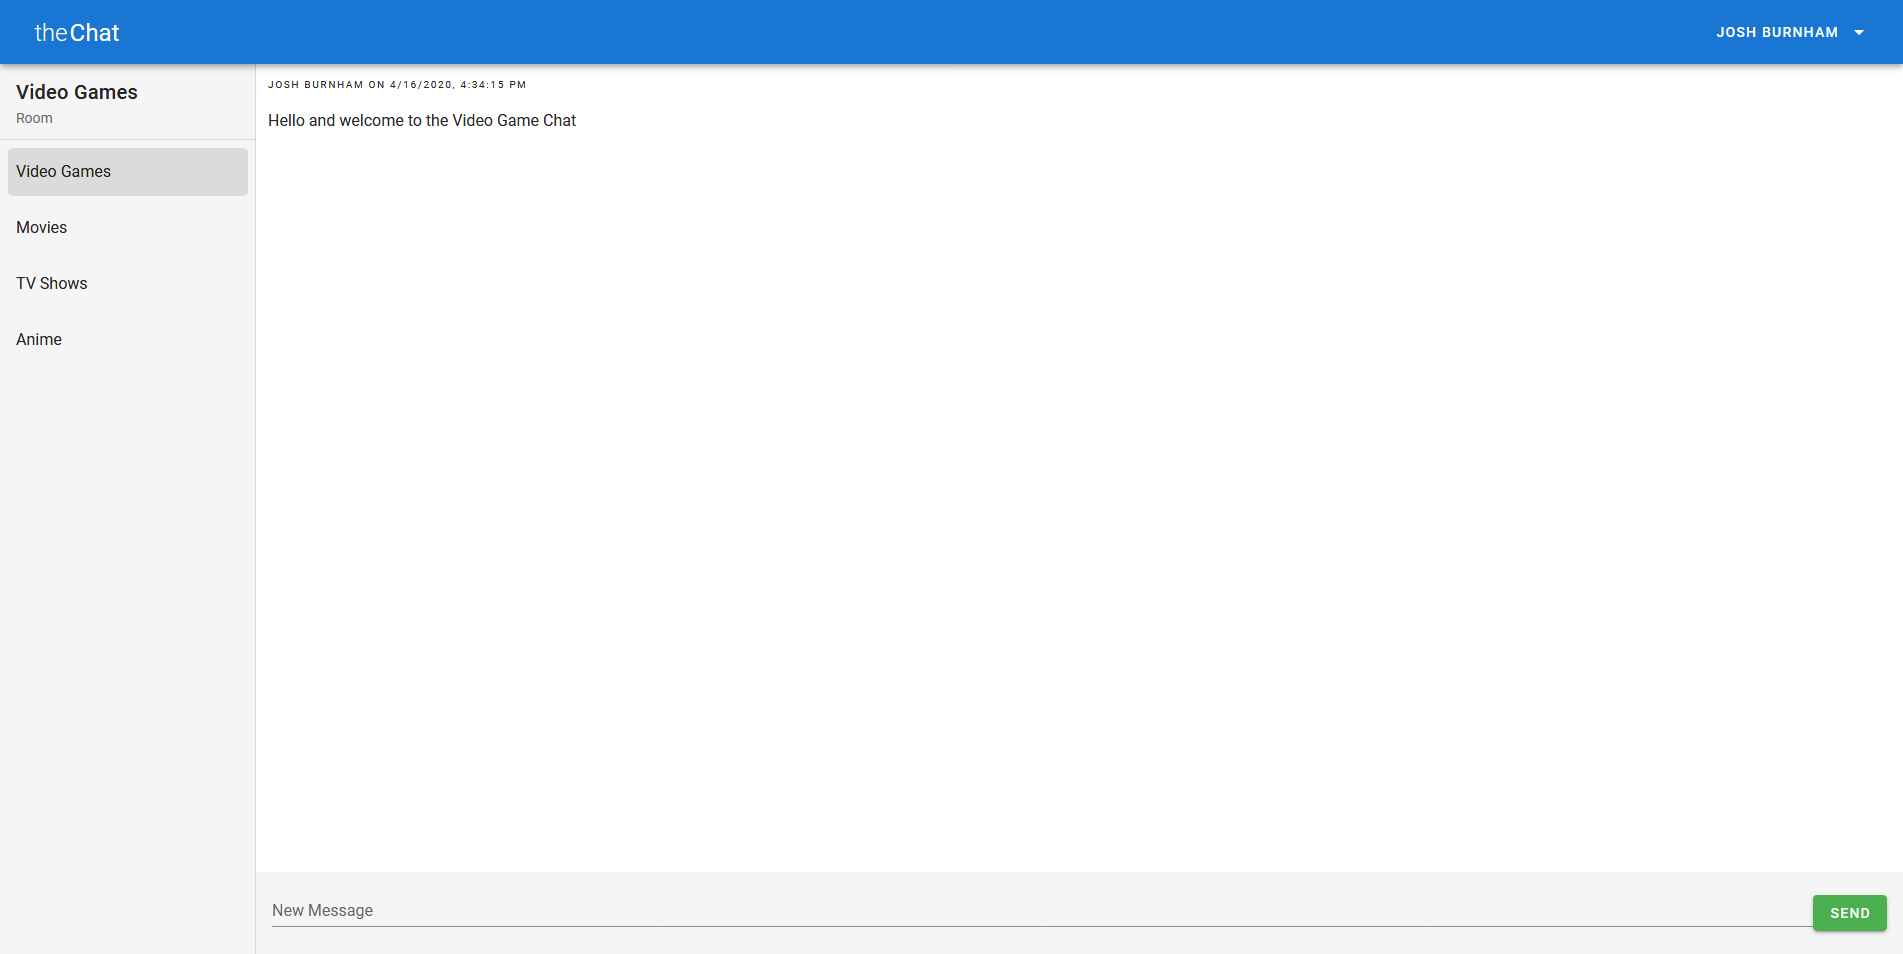 theChat
JOSH BURNHAM
Video Games
Room
Video Games
Movies
TV Shows
Anime
JOSH BURNHAM ON 4/16/2020, 4:34:15 PM
Hello and welcome to the Video Game Chat
New Message
SEND